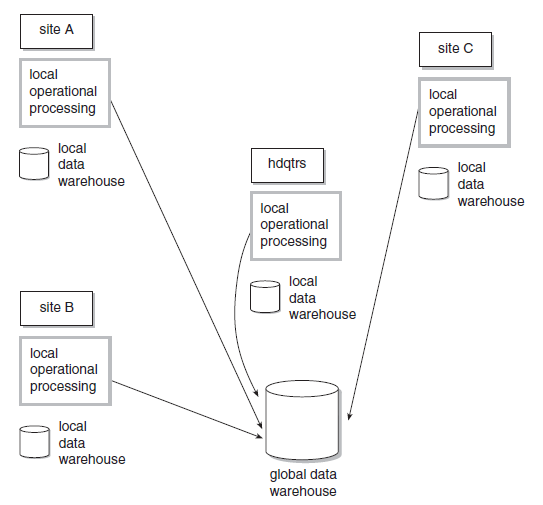 site A
local
operational
processing
local
data
warehouse
site C
local
operational
processing
local
data
warehouse
hdqtrs
local
operational
processing
local
data
warehouse
site B
local
operational
processing
local
data
warehouse
global data
warehouse